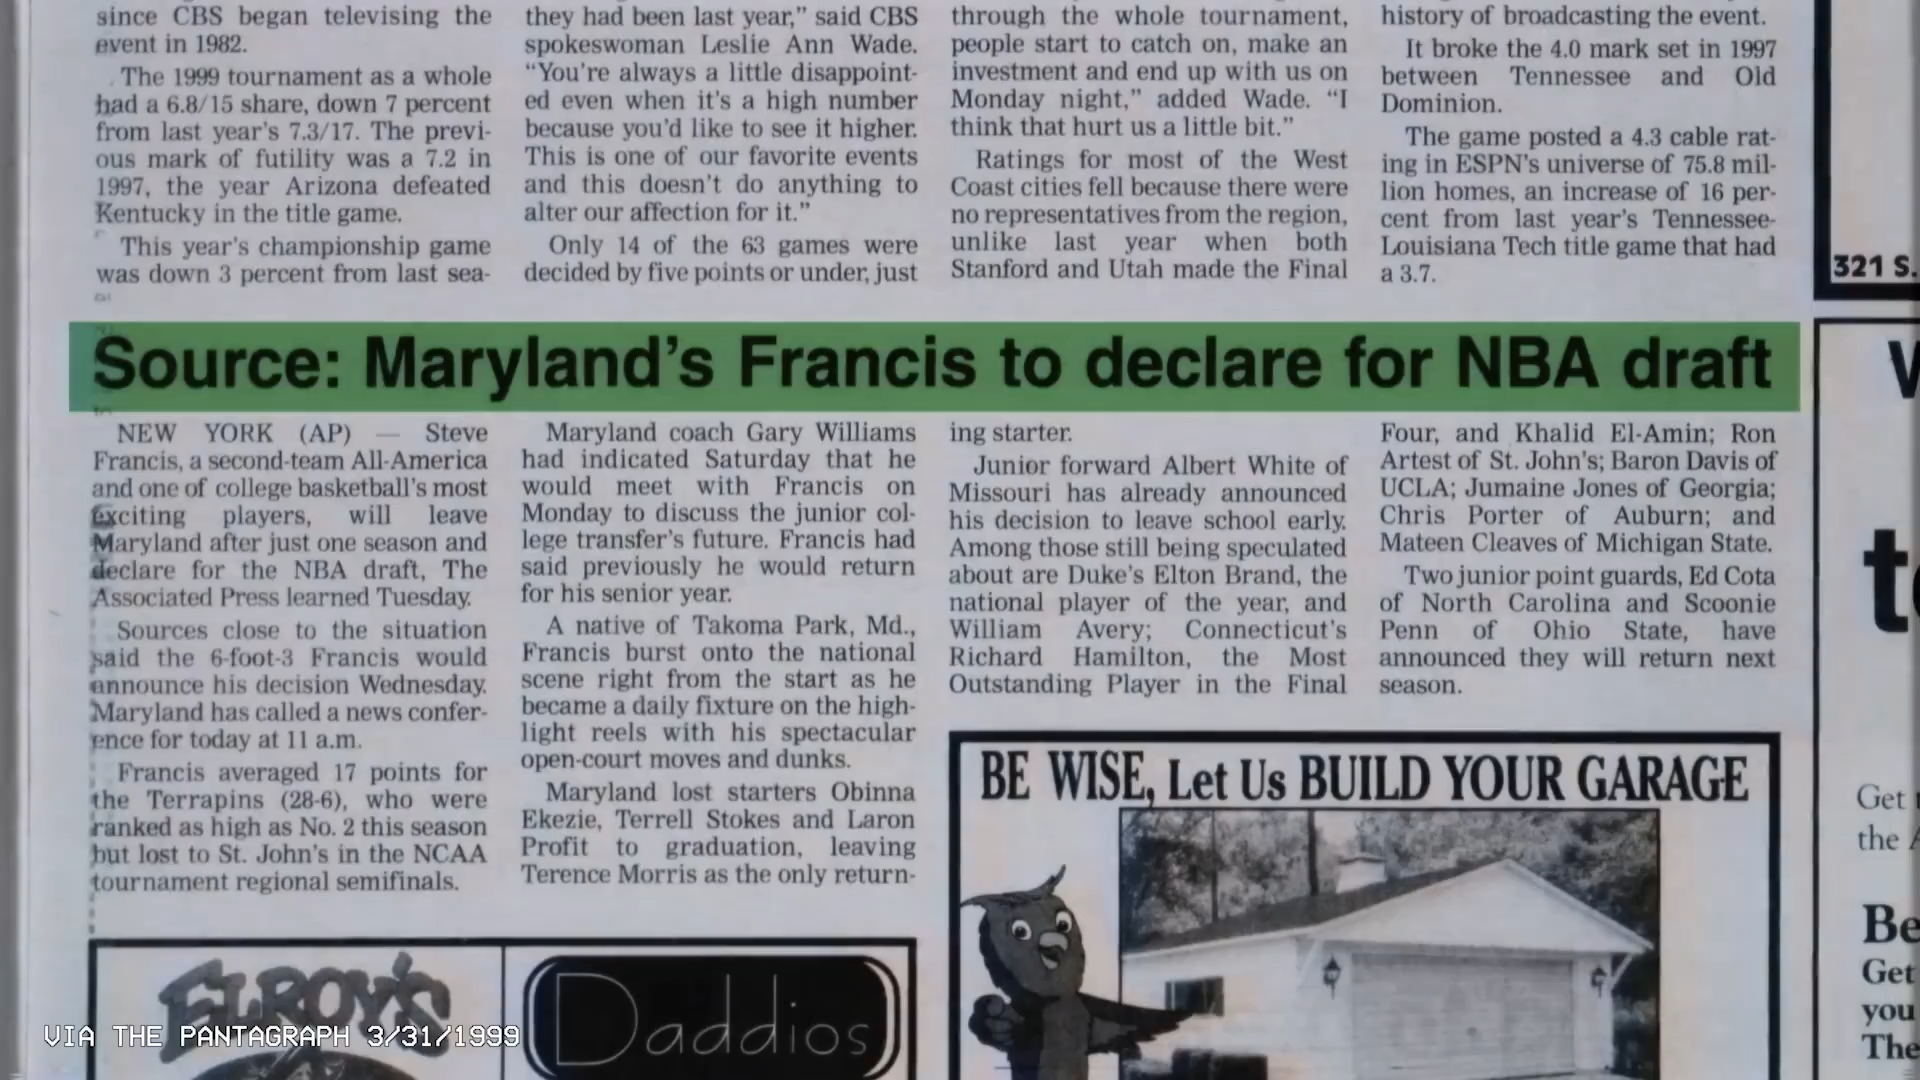 since CBS began televising the
event in 1982.
The 1999 tournament as a whole
had a 6.8/15 share, down 7 percent
from last year's 7.3/17. The previ-
ous mark of futility was a 7.2 in
1997, the year Arizona defeated
Kentucky in the title game.
This year's championship game
was down 3 percent from last sea-
they had been last year," said CBS
spokeswoman Leslie Ann Wade.
"You're always a little disappoint-
ed even when it's a high number
because you'd like to see it higher.
This is one of our favorite events
and this doesn't do anything to
alter our affection for it."
Only 14 of the 63 games were
decided by five points or under, just
through the whole tournament,
people start to catch on, make an
investment and end up with us on
Monday night," added Wade. "I
think that hurt us a little bit."
Ratings for most of the West
Coast cities fell because there were
no representatives from the region,
unlike last year when both
Stanford and Utah made the Final
history of broadcasting the event.
It broke the 4.0 mark set in 1997
between Tennessee and Old
Dominion.
The game posted a 4.3 cable rat-
ing in ESPN's universe of 75.8 mil-
lion homes, an increase of 16 per-
cent from last year's Tennessee-
Louisiana Tech title game that had
a 3.7.
321 S.
Source: Maryland's Francis to declare for NBA draft
NEW YORK (AP) — Steve
Francis, a second-team All-America
and one of college basketball's most
exciting players, will leave
Maryland after just one season and
declare for the NBA draft, The
Associated Press learned Tuesday.
Sources close to the situation
said the 6-foot-3 Francis would
announce his decision Wednesday.
Maryland has called a news confer-
ence for today at 11 a.m.
Francis averaged 17 points for
the Terrapins (28-6), who were
ranked as high as No. 2 this season
but lost to St. John's in the NCAA
tournament regional semifinals.
Maryland coach Gary Williams
had indicated Saturday that he
would meet with Francis on
Monday to discuss the junior col-
lege transfer's future. Francis had
said previously he would return
for his senior year.
A native of Takoma Park, Md.,
Francis burst onto the national
scene right from the start as he
became a daily fixture on the high-
light reels with his spectacular
open-court moves and dunks.
Maryland lost starters Obinna
Ekezie, Terrell Stokes and Laron
Profit to graduation, leaving
Terence Morris as the only return-
ing starter.
Junior forward Albert White of
Missouri has already announced
his decision to leave school early.
Among those still being speculated
about are Duke's Elton Brand, the
national player of the year, and
William Avery; Connecticut's
Richard Hamilton, the Most
Outstanding Player in the Final
Four, and Khalid El-Amin; Ron
Artest of St. John's; Baron Davis of
UCLA; Jumaine Jones of Georgia;
Chris Porter of Auburn; and
Mateen Cleaves of Michigan State.
Two junior point guards, Ed Cota
of North Carolina and Scoonie
Penn of Ohio State, have
announced they will return next
season.
BE WISE, Let Us BUILD YOUR GARAGE
ELROY'S
Daddios
Get
the
Be
Get
you
The
VIA THE PANTAGRAPH 3/31/1999